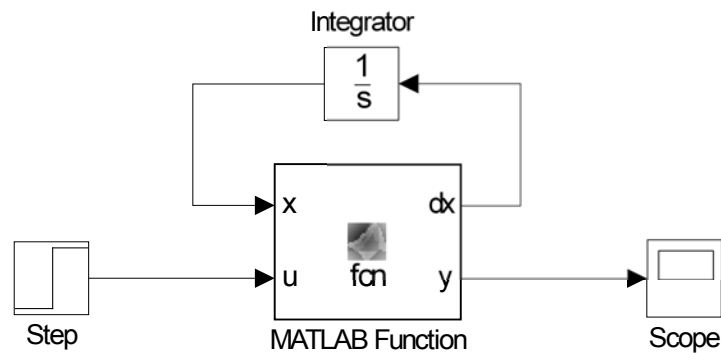 Integrator
1
s
x
dx
u
fcn
y
Step
MATLAB Function
Scope